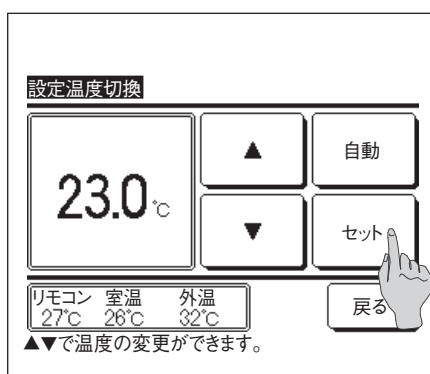 設定温度切換
▲ 自動
23.0℃
▼ セット
リモコン 室温 外温
27℃ 26℃ 32℃
戻る
▲▼で温度の変更ができます。